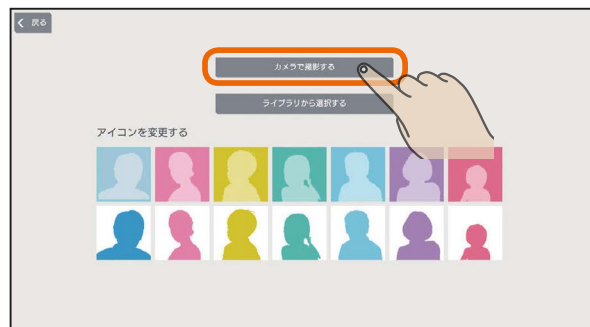 戻る
カメラで撮影する
ライブラリから選択する
アイコンを変更する